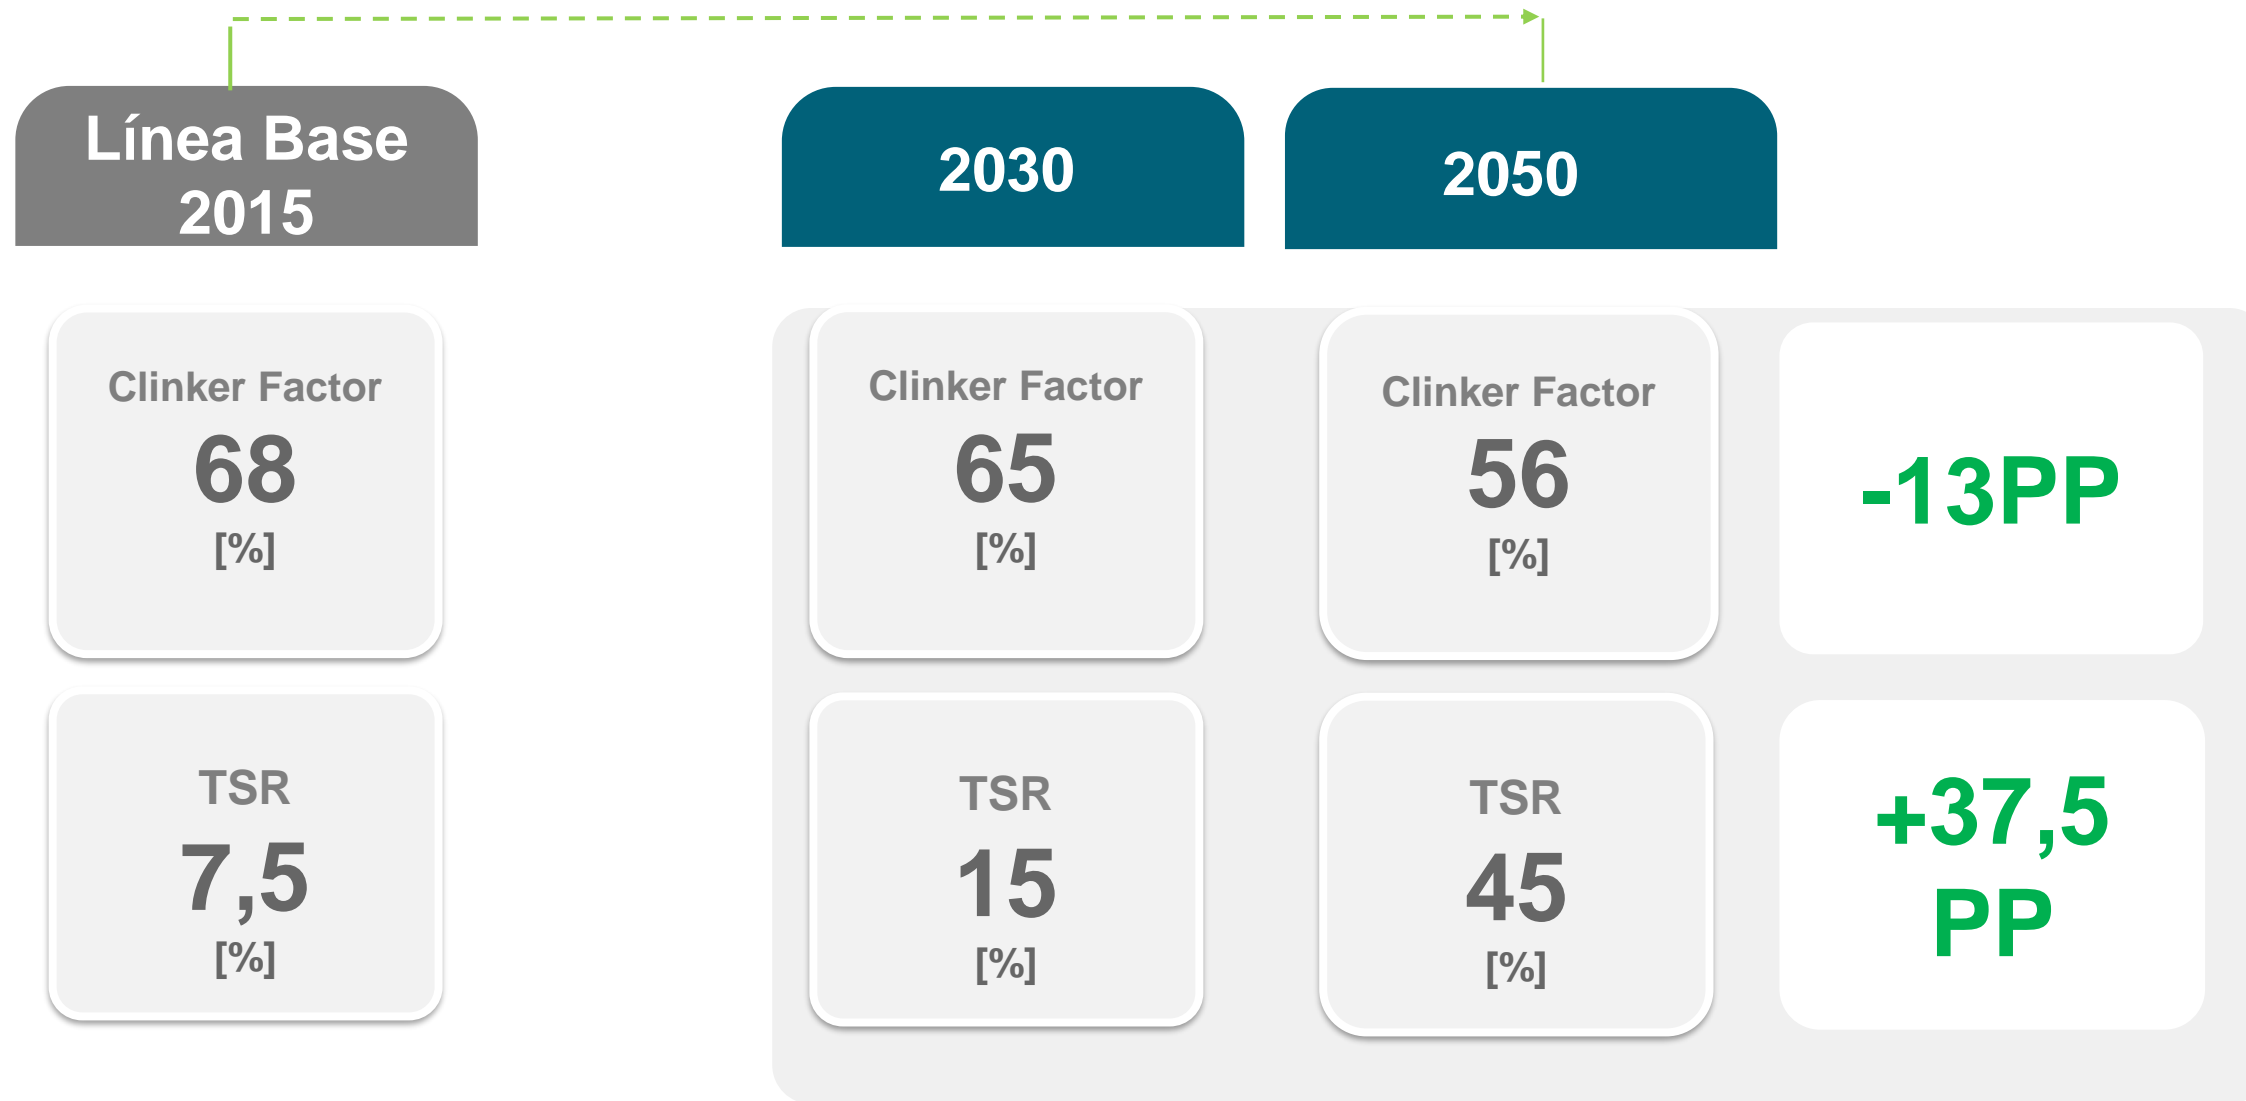 Línea Base
2015
2030
2050
Clinker Factor
68
[%]
Clinker Factor
65
[%]
Clinker Factor
56
[%]
-13PP
TSR
7,5
[%]
TSR
15
[%]
TSR
45
[%]
+37,5
PP